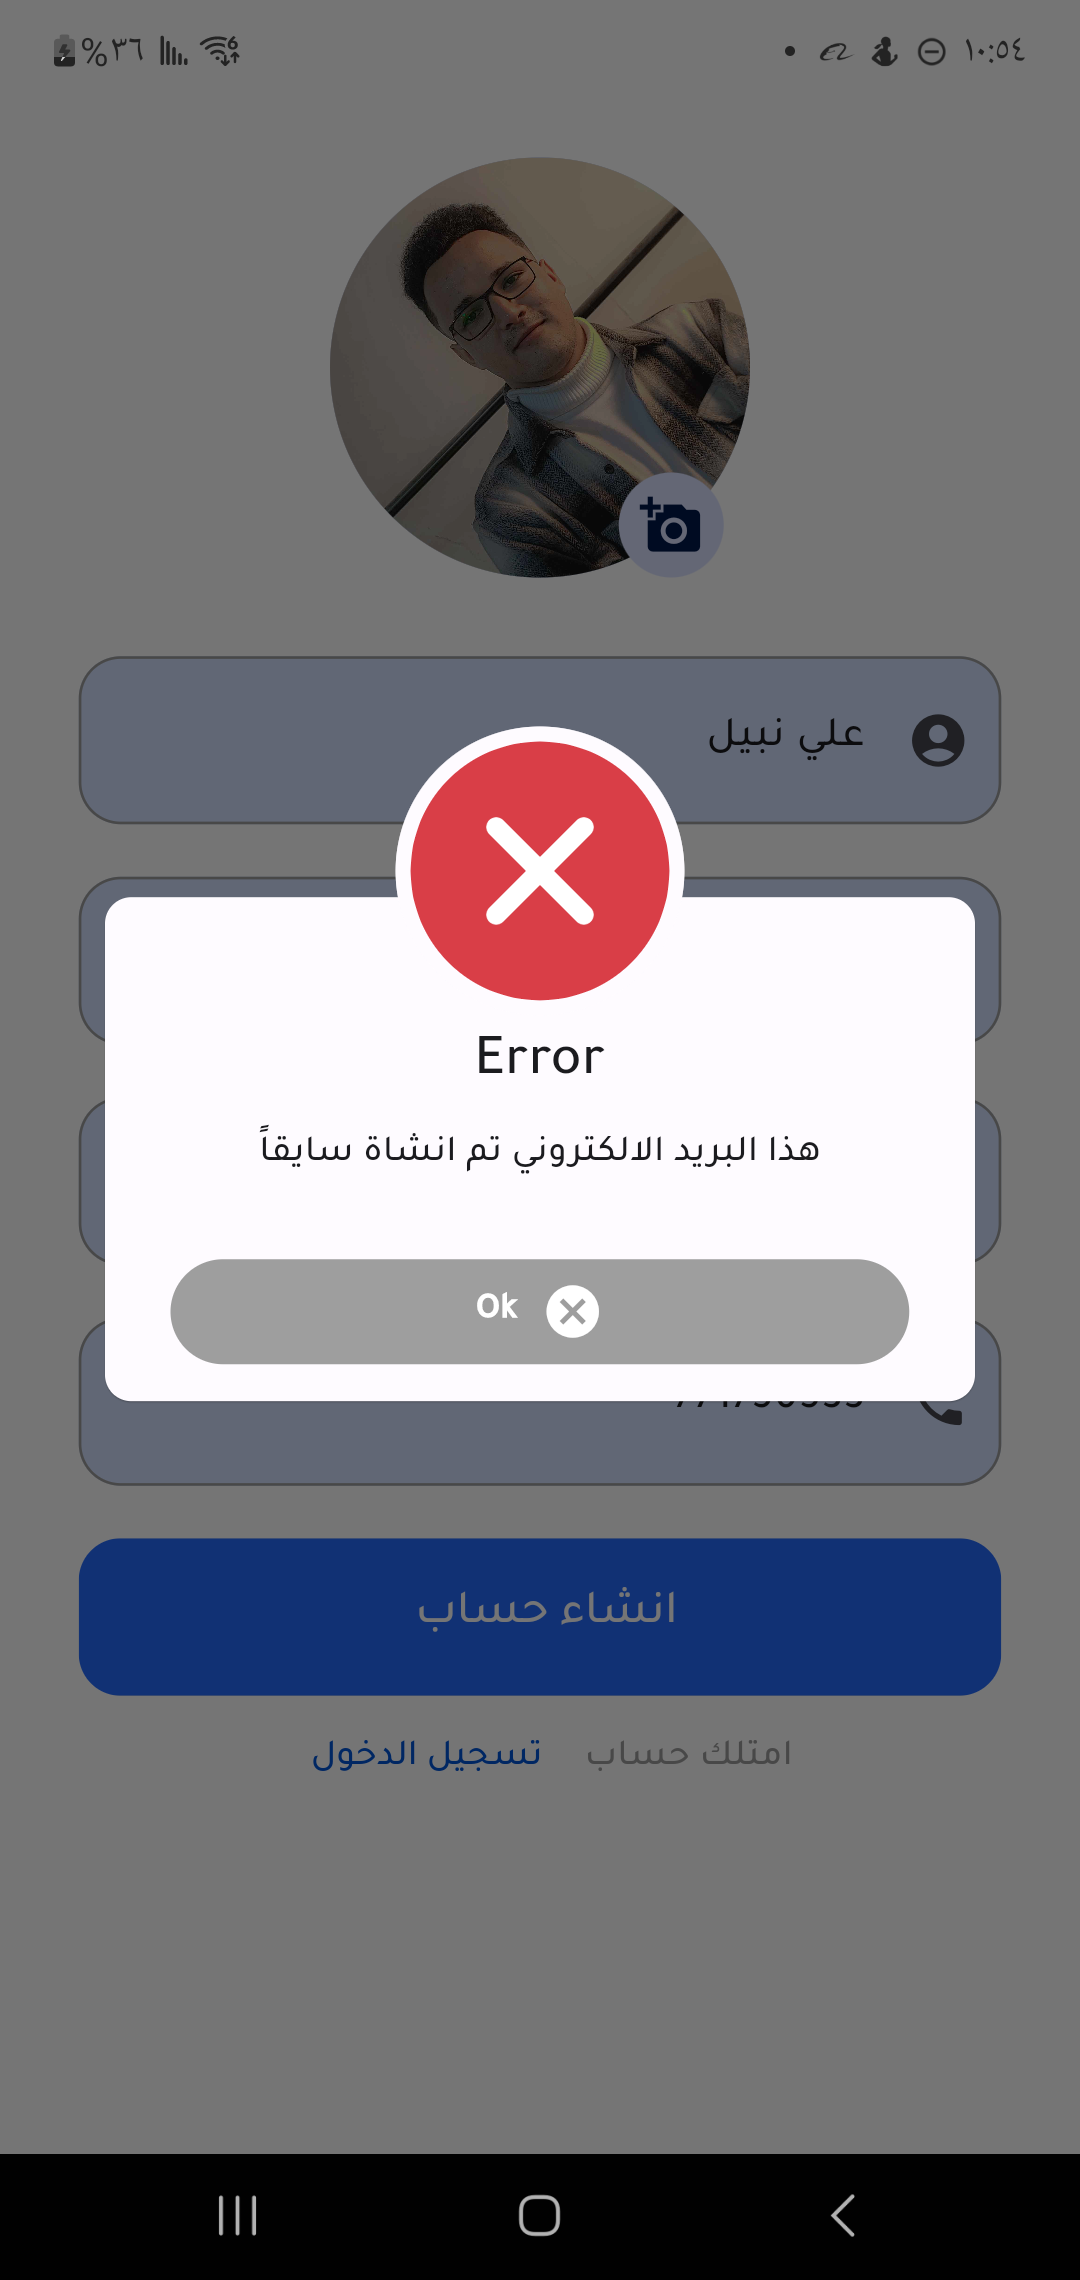 ١٠:٥٤
%٣٦
علي نبيل
Error
هذا البريد الالكتروني تم انشاة سايقاً
Ok
انشاء حساب
امتلك حساب تسجيل الدخول